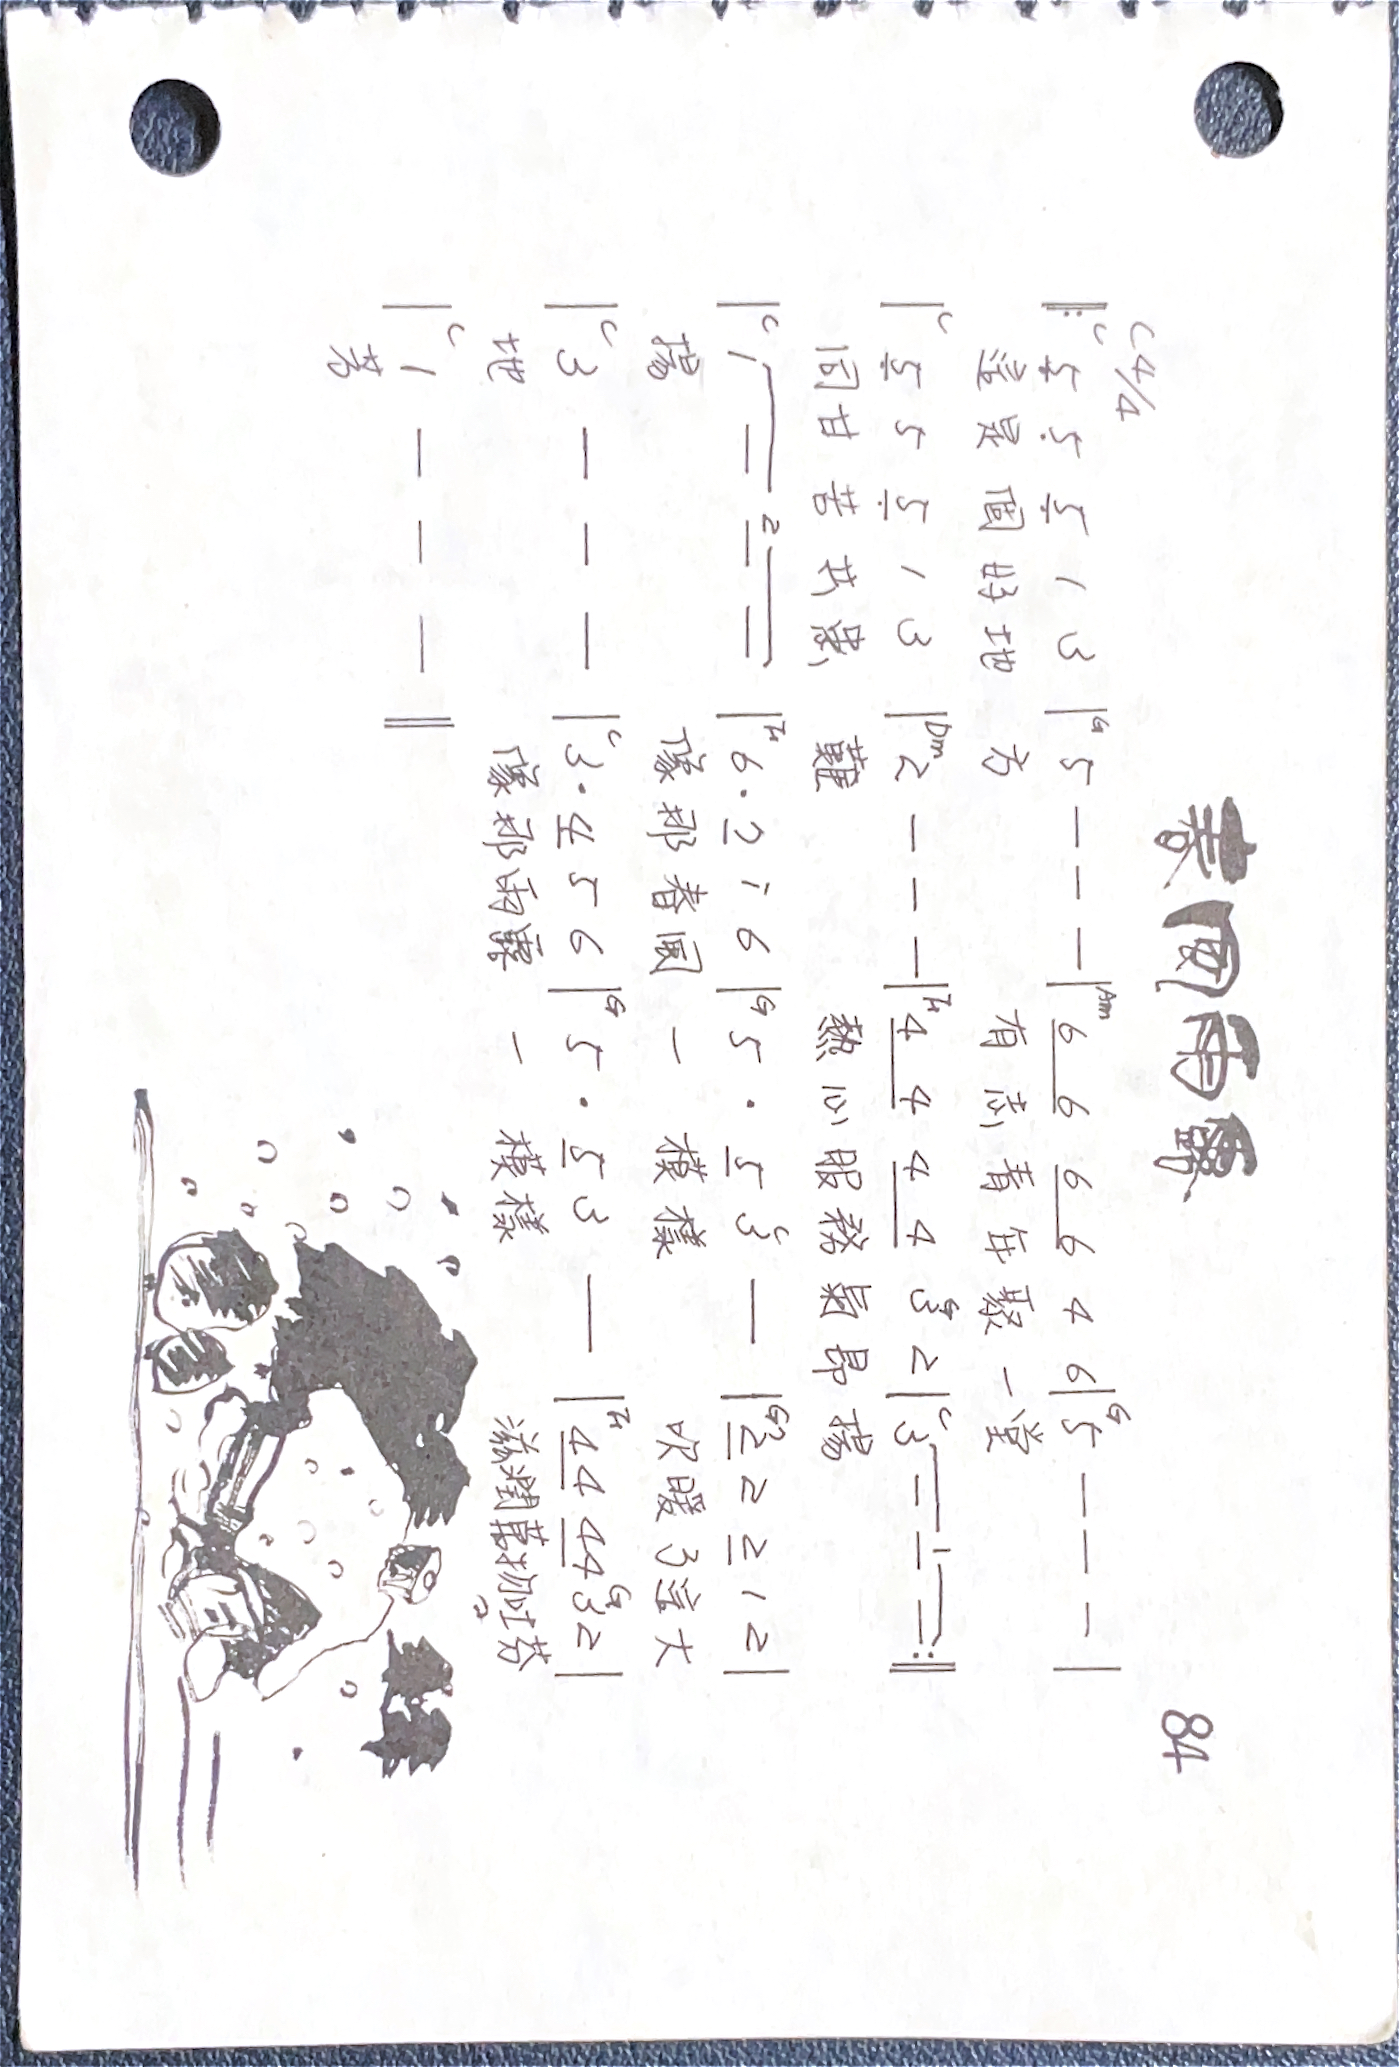 春風雨露
84
C 4/4
C G Am G
‖: 5 5 5 1 3 | 5 — — — | 6 6 6 6 4 6 | 5 — — — |
這是個好地 方 有志青年聚一堂
C Dm F G C 1
| 5 5 5 1 3 | 2 — — — | 4 4 4 4 3 2 | 3 — — — :‖
同甘苦共患 難 熱心服務氣昂揚
C 2 F G C G7
| 1 — — — | 6 · 2 1 6 | 5 · 5 3 — | 2 2 2 1 2 |
揚 像那春風 一 模樣 吹暖了這大
C C G F G
| 3 — — — | 3 · 4 5 6 | 5 · 5 3 — | 4 4 4 4 3 2 |
地 像那雨露 一 模樣 滋潤萬物吐芬
C
| 1 — — — ‖
芳